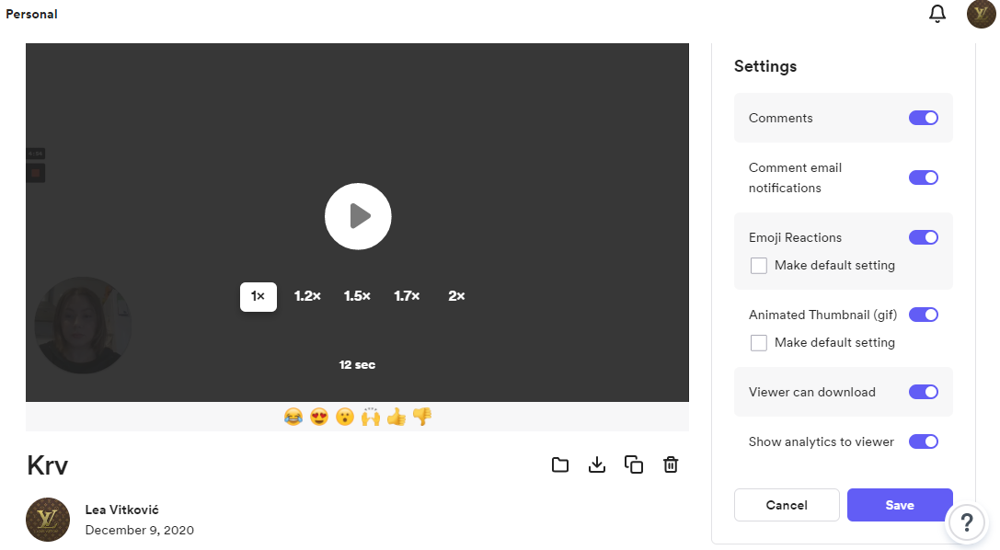 Personal
Settings
Comments
Comment email
notifications
Emoji Reactions
Make default setting
1× 1.2× 1.5× 1.7× 2×
Animated Thumbnail (gif)
Make default setting
12 sec
Viewer can download
Show analytics to viewer
Krv
Cancel Save
?
Lea Vitković
December 9, 2020